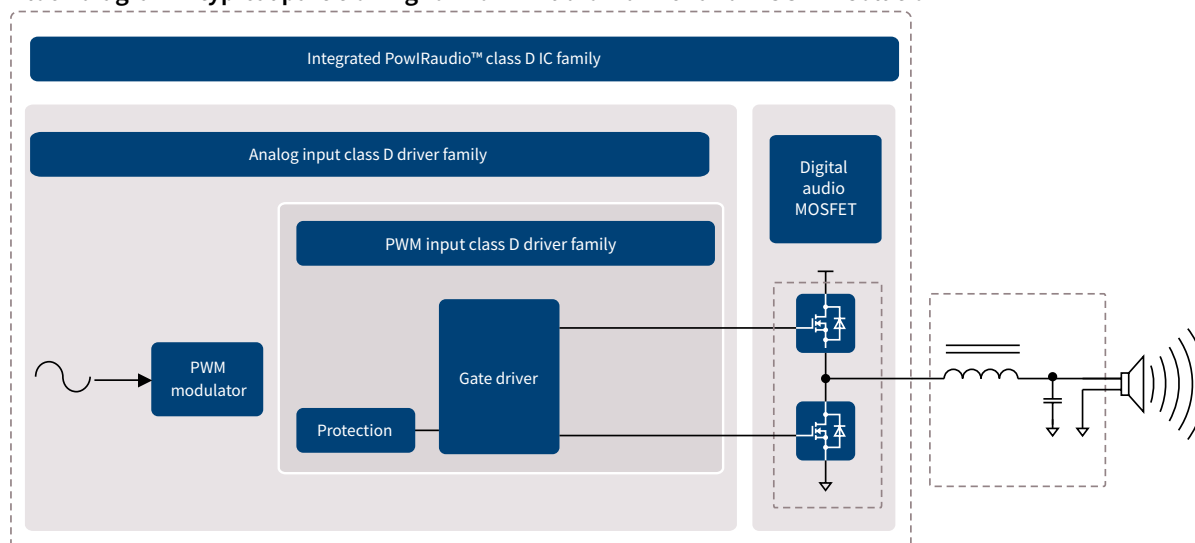 Integrated PowIRaudio™ class D IC family
Analog input class D driver family
Digital
audio
MOSFET
PWM input class D driver family
PWM
modulator
Gate driver
Protection